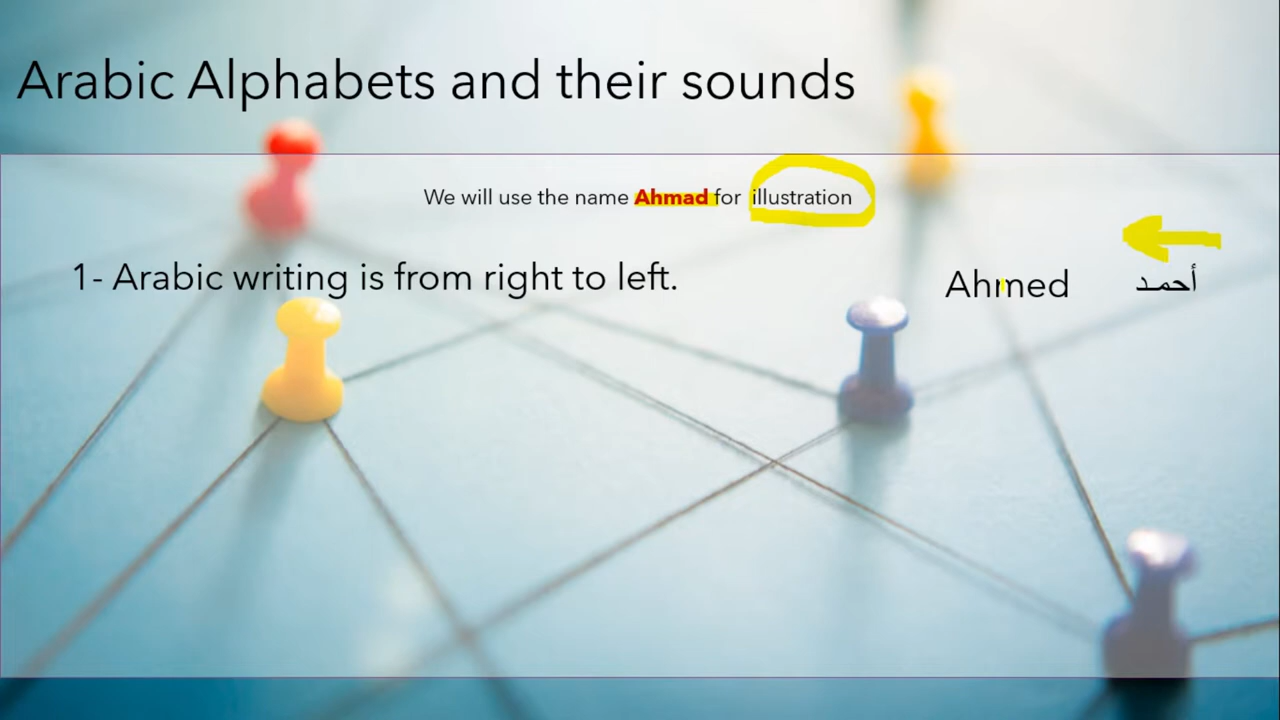 Arabic Alphabets and their sounds
We will use the name Ahmad for illustration
1- Arabic writing is from right to left.
Ahmed أحمد